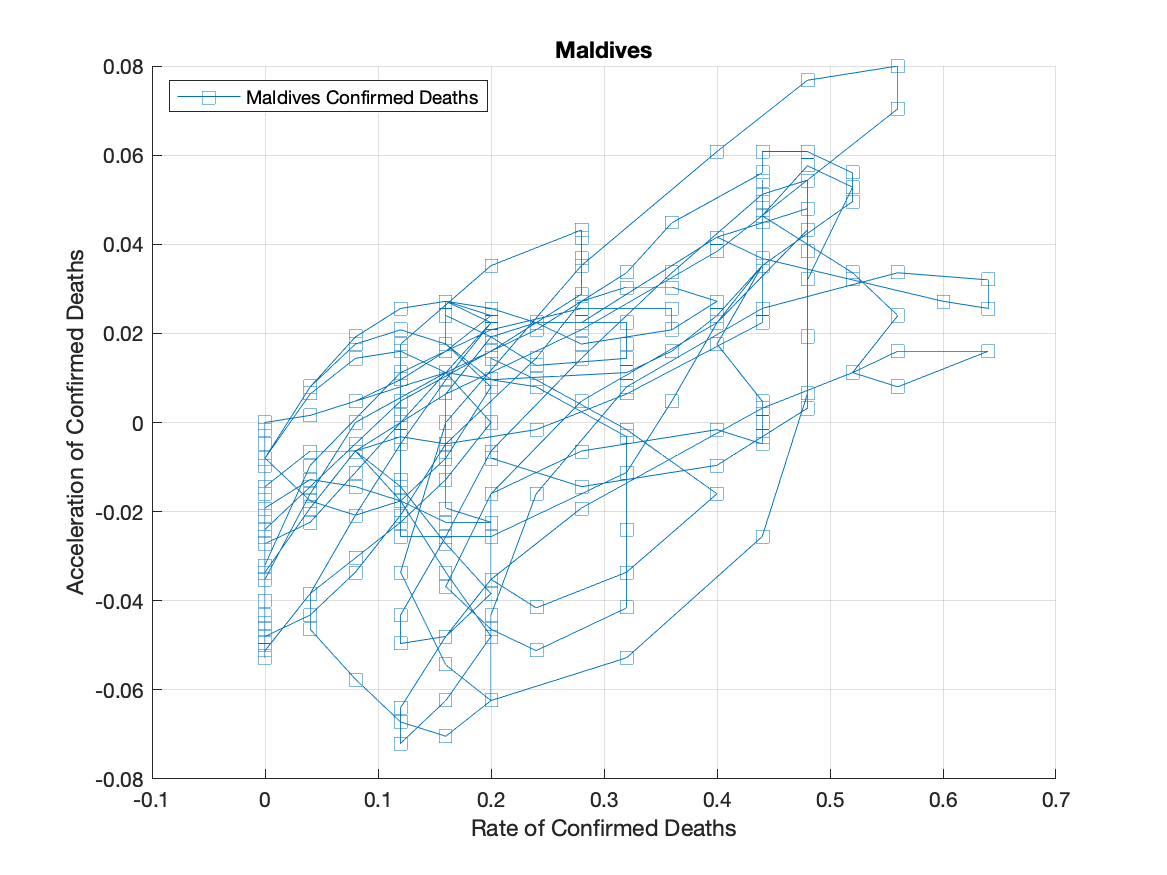 Maldives
Maldives Confirmed Deaths
0.08
0.06
0.04
0.02
0
-0.02
-0.04
-0.06
-0.08
Acceleration of Confirmed Deaths
-0.1 0 0.1 0.2 0.3 0.4 0.5 0.6 0.7
Rate of Confirmed Deaths